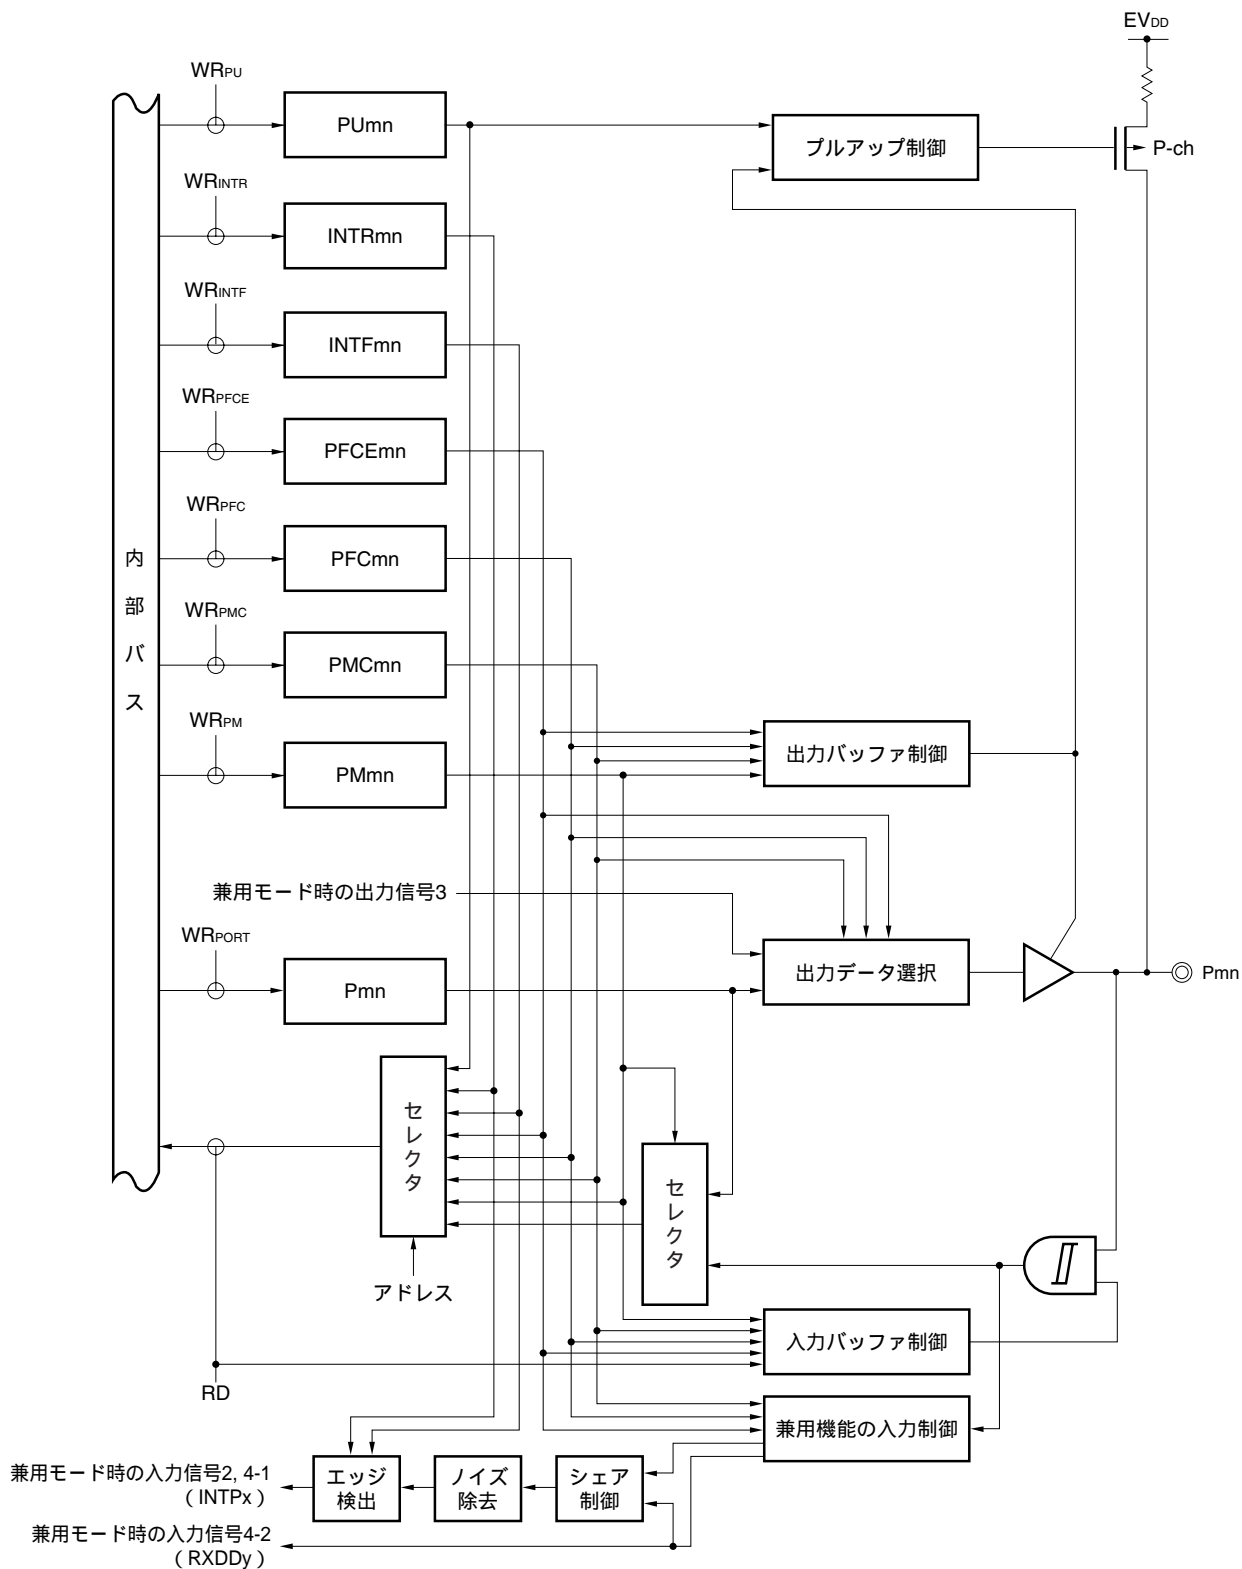 EVDD
WRPU
PUmn
プルアップ制御
P-ch
WRINTR
INTRmn
WRINTF
INTFmn
WRPFCE
PFCEmn
WRPFC
PFCmn
内部バス
WRPMC
PMCmn
WRPM
PMmn
出力バッファ制御
兼用モード時の出力信号3
WRPORT
Pmn
出力データ選択
Pmn
セレクタ
セレクタ
アドレス
入力バッファ制御
RD
兼用機能の入力制御
兼用モード時の入力信号2, 4-1
（INTPx）
エッジ
検出
ノイズ
除去
シェア
制御
兼用モード時の入力信号4-2
（RXDDy）